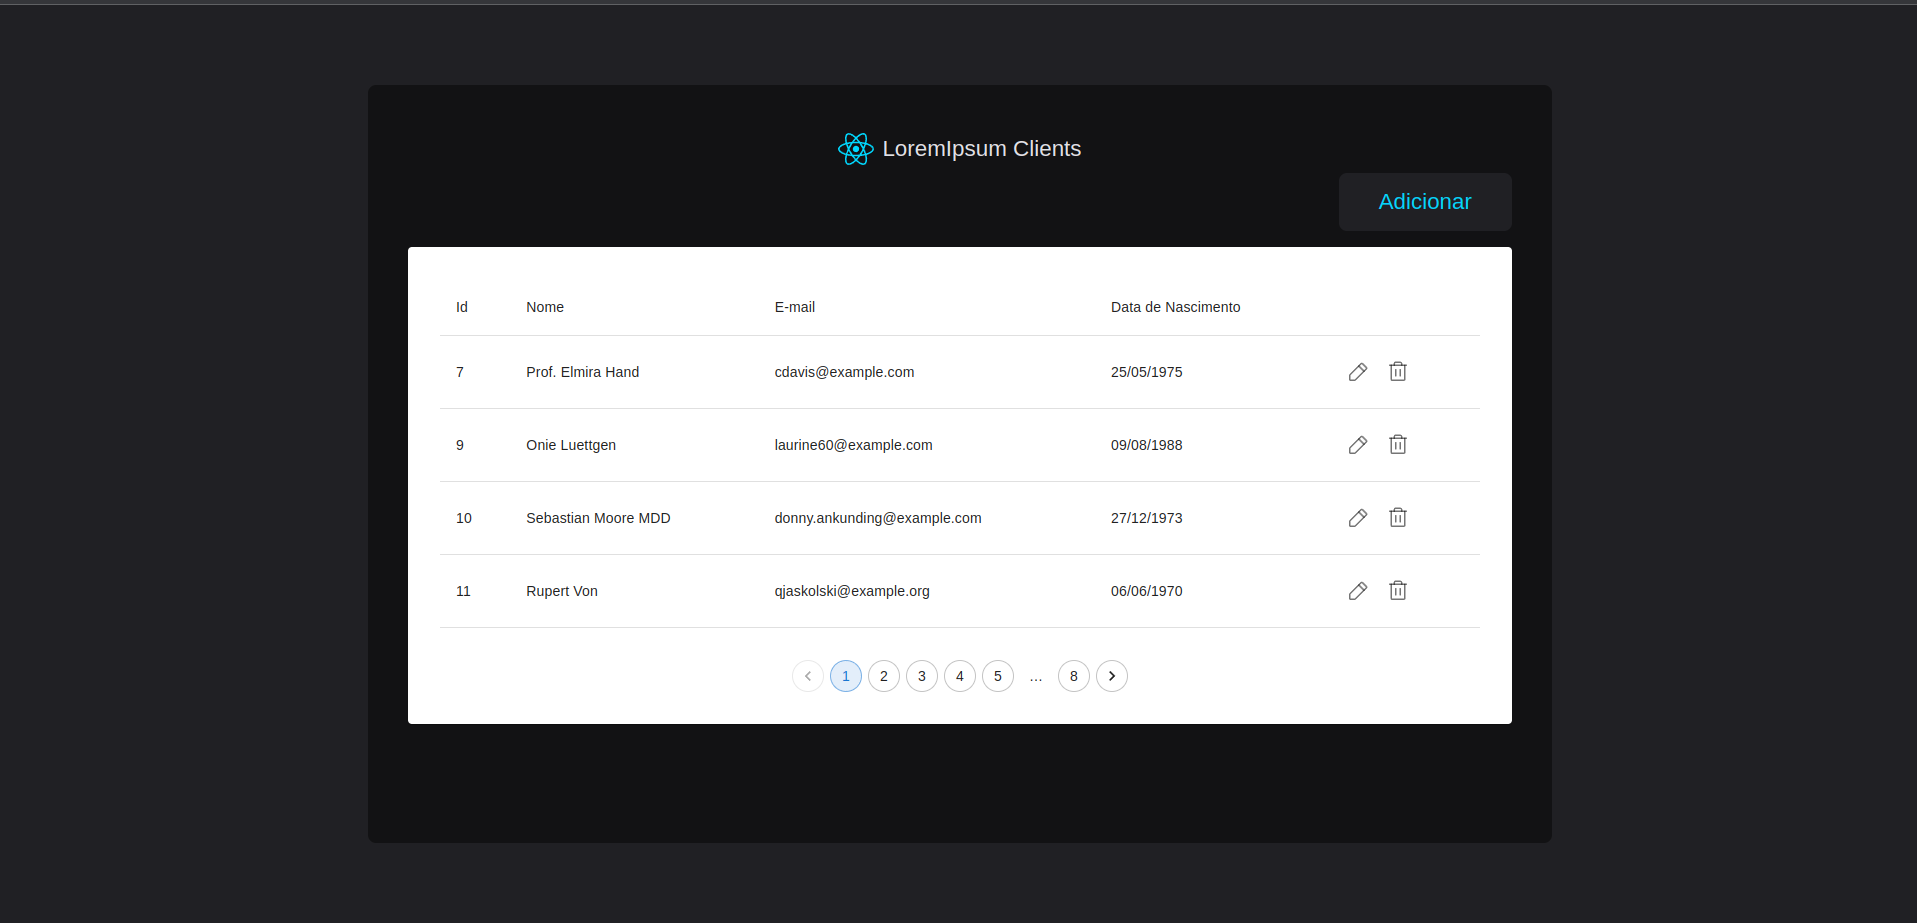 LoremIpsum Clients
Adicionar
Id Nome E-mail Data de Nascimento
7 Prof. Elmira Hand cdavis@example.com 25/05/1975
9 Onie Luettgen laurine60@example.com 09/08/1988
10 Sebastian Moore MDD donny.ankunding@example.com 27/12/1973
11 Rupert Von qjaskolski@example.org 06/06/1970
1 2 3 4 5 ... 8